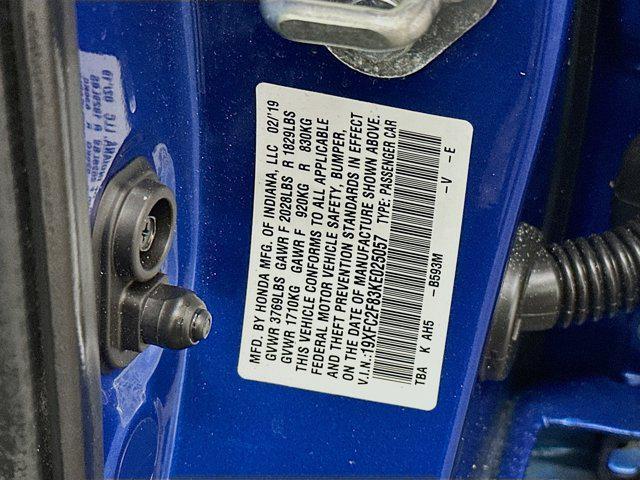 MFD. BY HONDA MFG. OF INDIANA, LLC 02/'19
GVWR 3769LBS GAWR F 2028LBS R 1829LBS
GVWR 1710KG GAWR F 920KG R 830KG
THIS VEHICLE CONFORMS TO ALL APPLICABLE
FEDERAL MOTOR VEHICLE SAFETY, BUMPER,
AND THEFT PREVENTION STANDARDS IN EFFECT
ON THE DATE OF MANUFACTURE SHOWN ABOVE.
V.I.N.:19XFC2F83KE025057 TYPE: PASSENGER CAR
TBA K AH5 -B593M -V -E